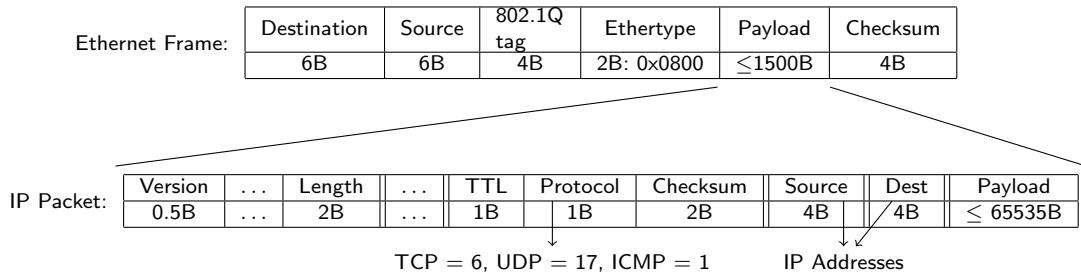 Ethernet Frame:
Destination Source 802.1Q tag Ethertype Payload Checksum
6B 6B 4B 2B: 0x0800 ≤1500B 4B
IP Packet:
Version ... Length ... TTL Protocol Checksum Source Dest Payload
0.5B ... 2B ... 1B 1B 2B 4B 4B ≤ 65535B
TCP = 6, UDP = 17, ICMP = 1 IP Addresses